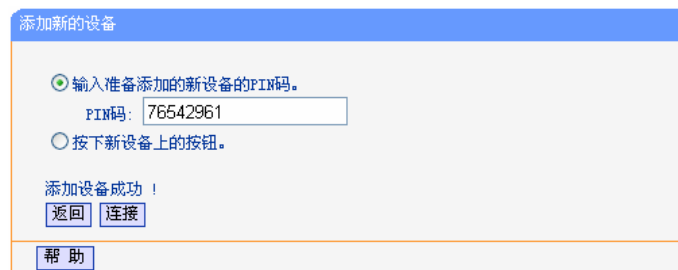 添加新的设备
输入准备添加的新设备的PIN码。
PIN码: 76542961
按下新设备上的按钮。
添加设备成功 !
返回 连接
帮 助